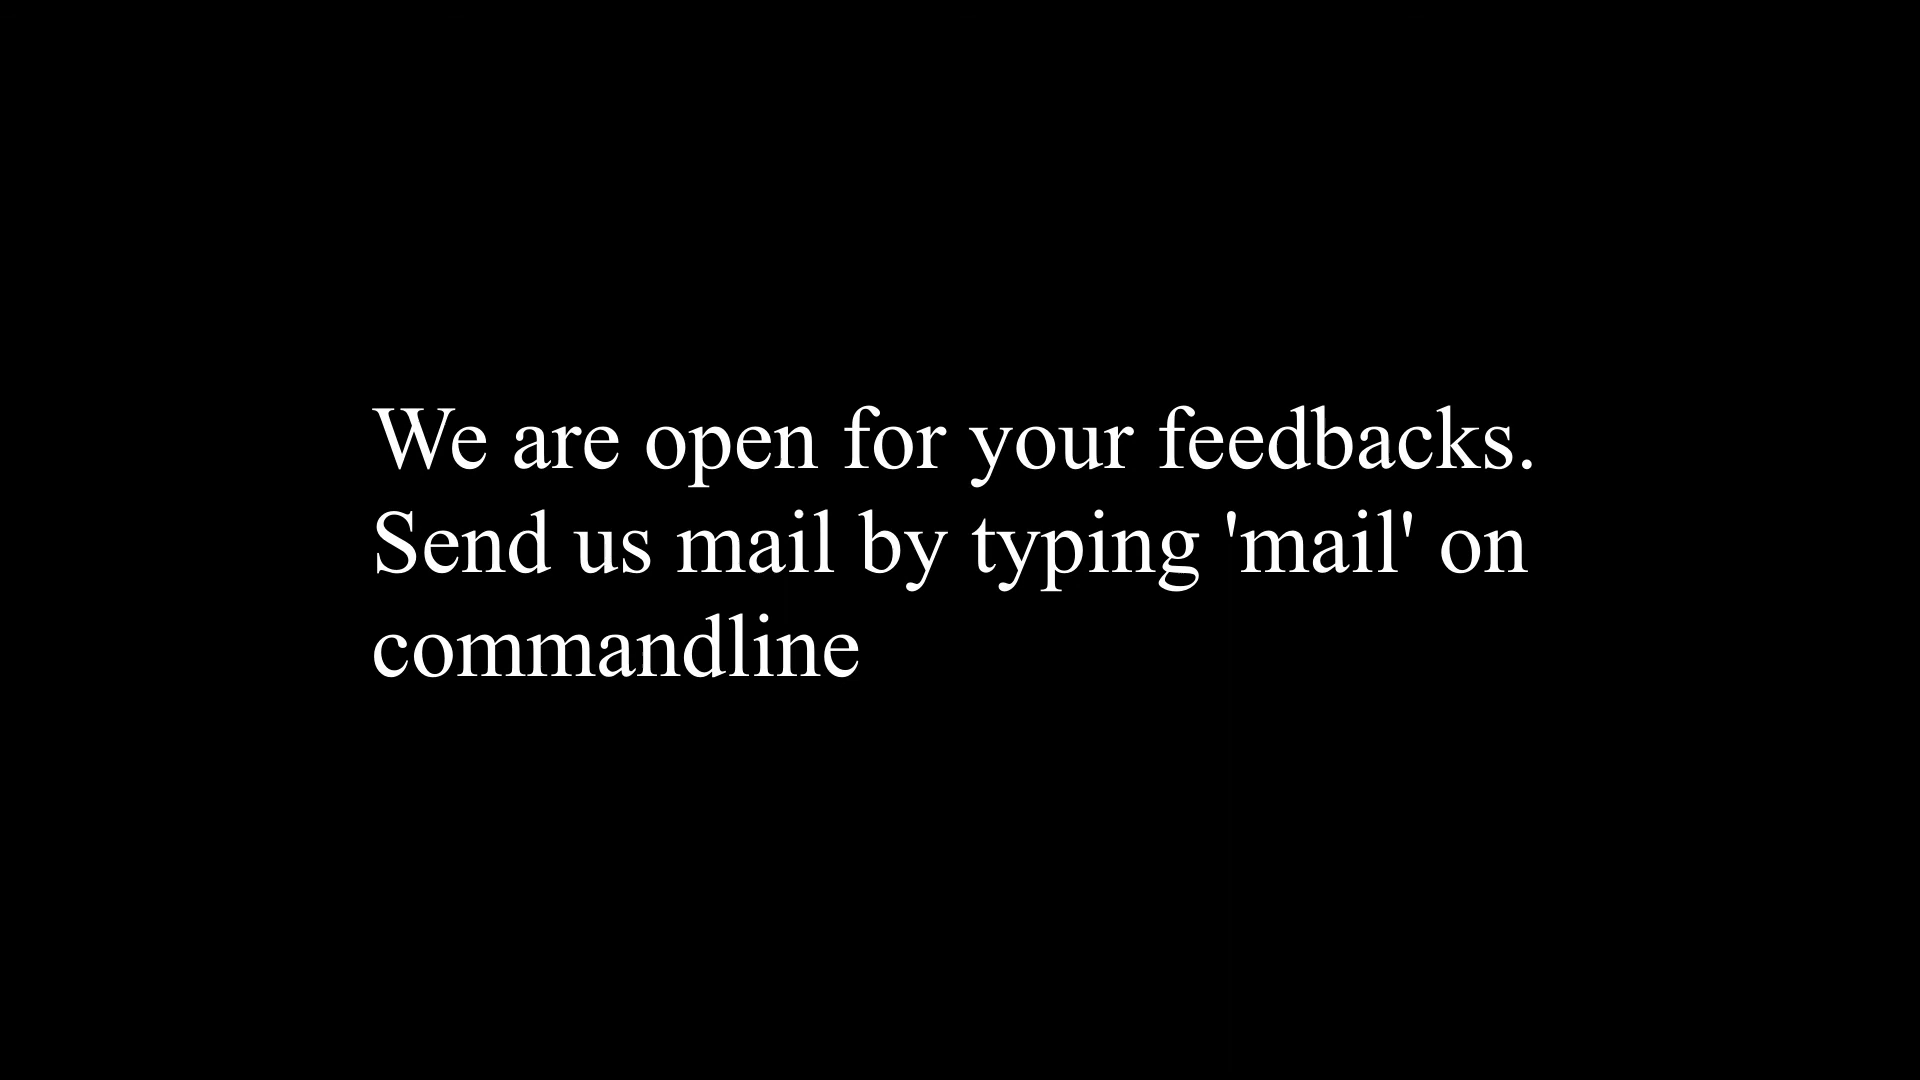 We are open for your feedbacks.
Send us mail by typing 'mail' on
commandline